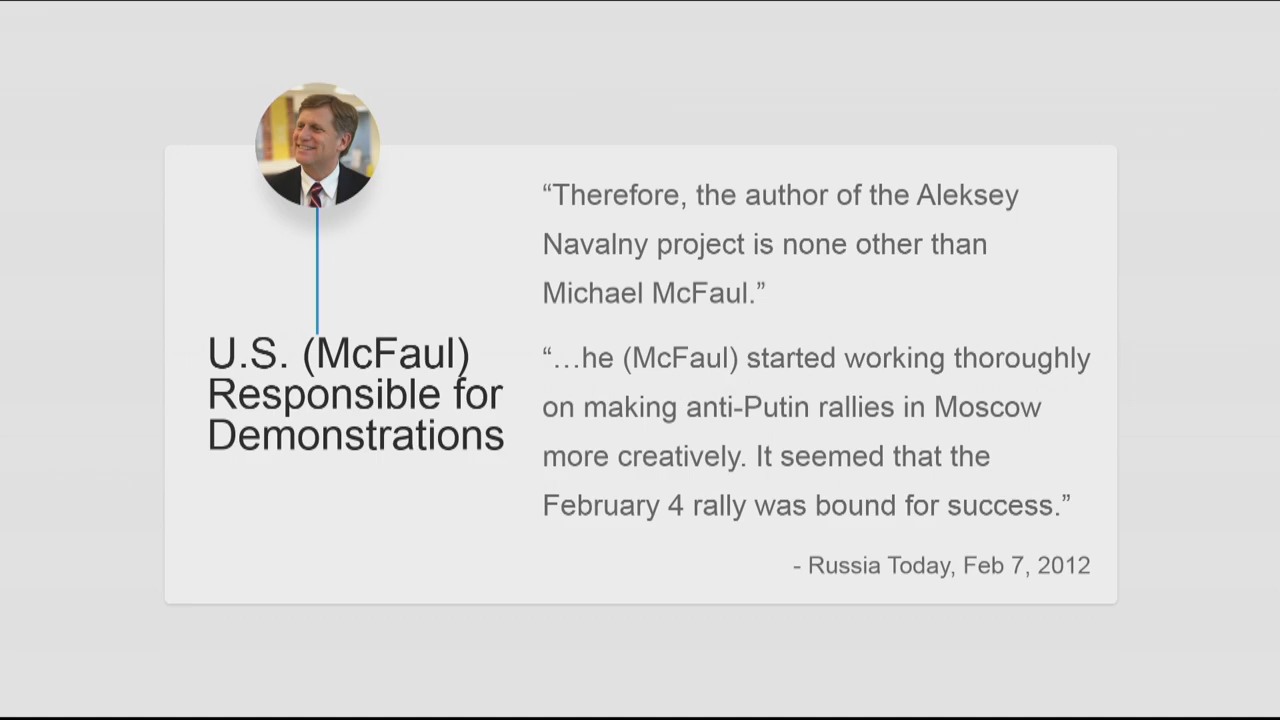 U.S. (McFaul)
Responsible for
Demonstrations
“Therefore, the author of the Aleksey
Navalny project is none other than
Michael McFaul.”
“…he (McFaul) started working thoroughly
on making anti-Putin rallies in Moscow
more creatively. It seemed that the
February 4 rally was bound for success.”
- Russia Today, Feb 7, 2012